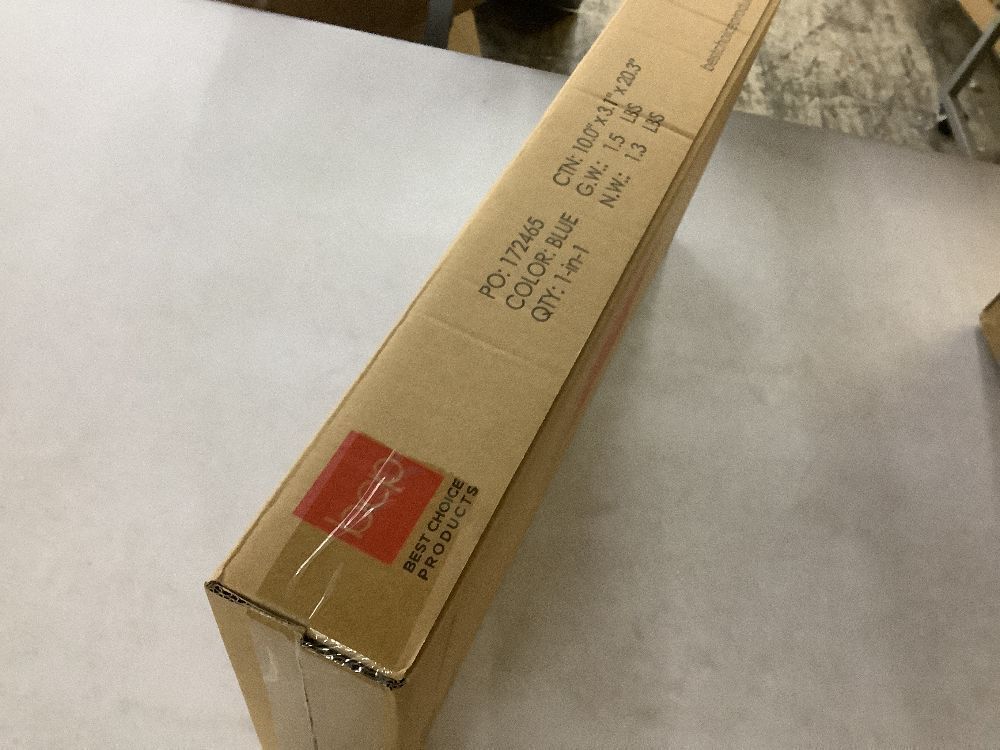 PO: 172465
COLOR: BLUE
QTY: 1-in-1
CTN: 10.0" x 3.1" x 20.3"
G.W.: 1.5 LBS
N.W.: 1.3 LBS
bcp
BEST CHOICE
PRODUCTS